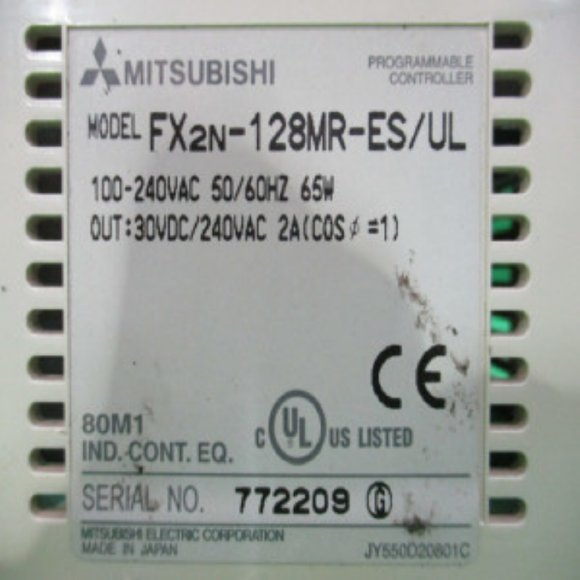 MITSUBISHI
PROGRAMMABLE
CONTROLLER
MODEL FX2N-128MR-ES/UL
100-240VAC 50/60HZ 65W
OUT:30VDC/240VAC 2A(COSφ=1)
CE
80M1
IND.CONT.EQ.
C UL US LISTED
SERIAL NO. 772209 Ⓖ
MITSUBISHI ELECTRIC CORPORATION
MADE IN JAPAN
JY550D20801C